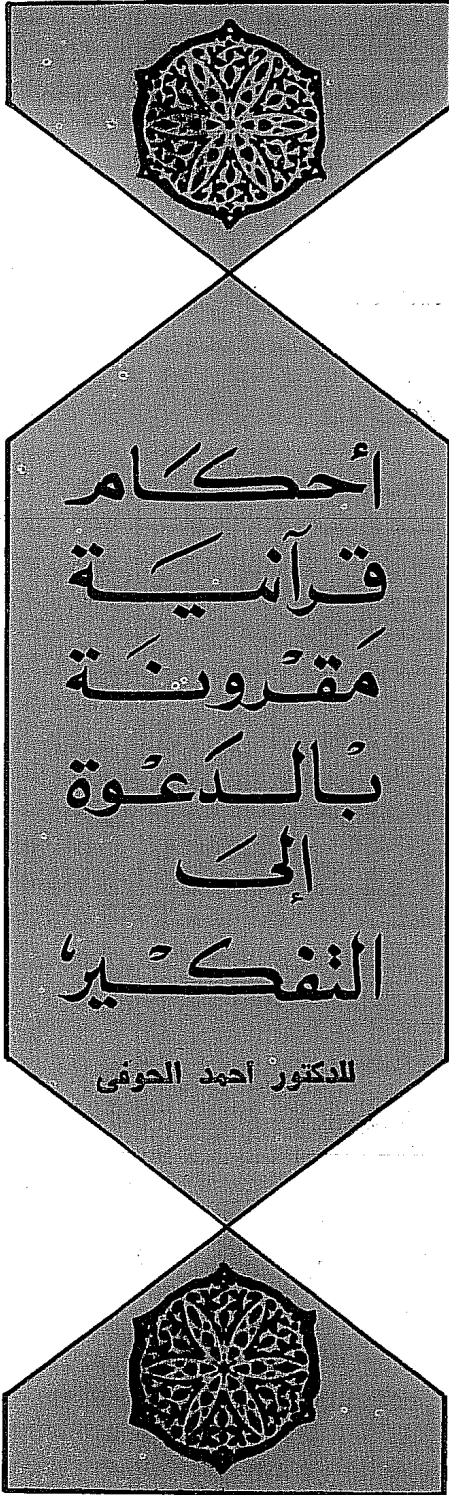 أحكام
قرآنية
مقرونة
بالدعوة
إلى
التفكير
للدكتور أحمد الحوفى